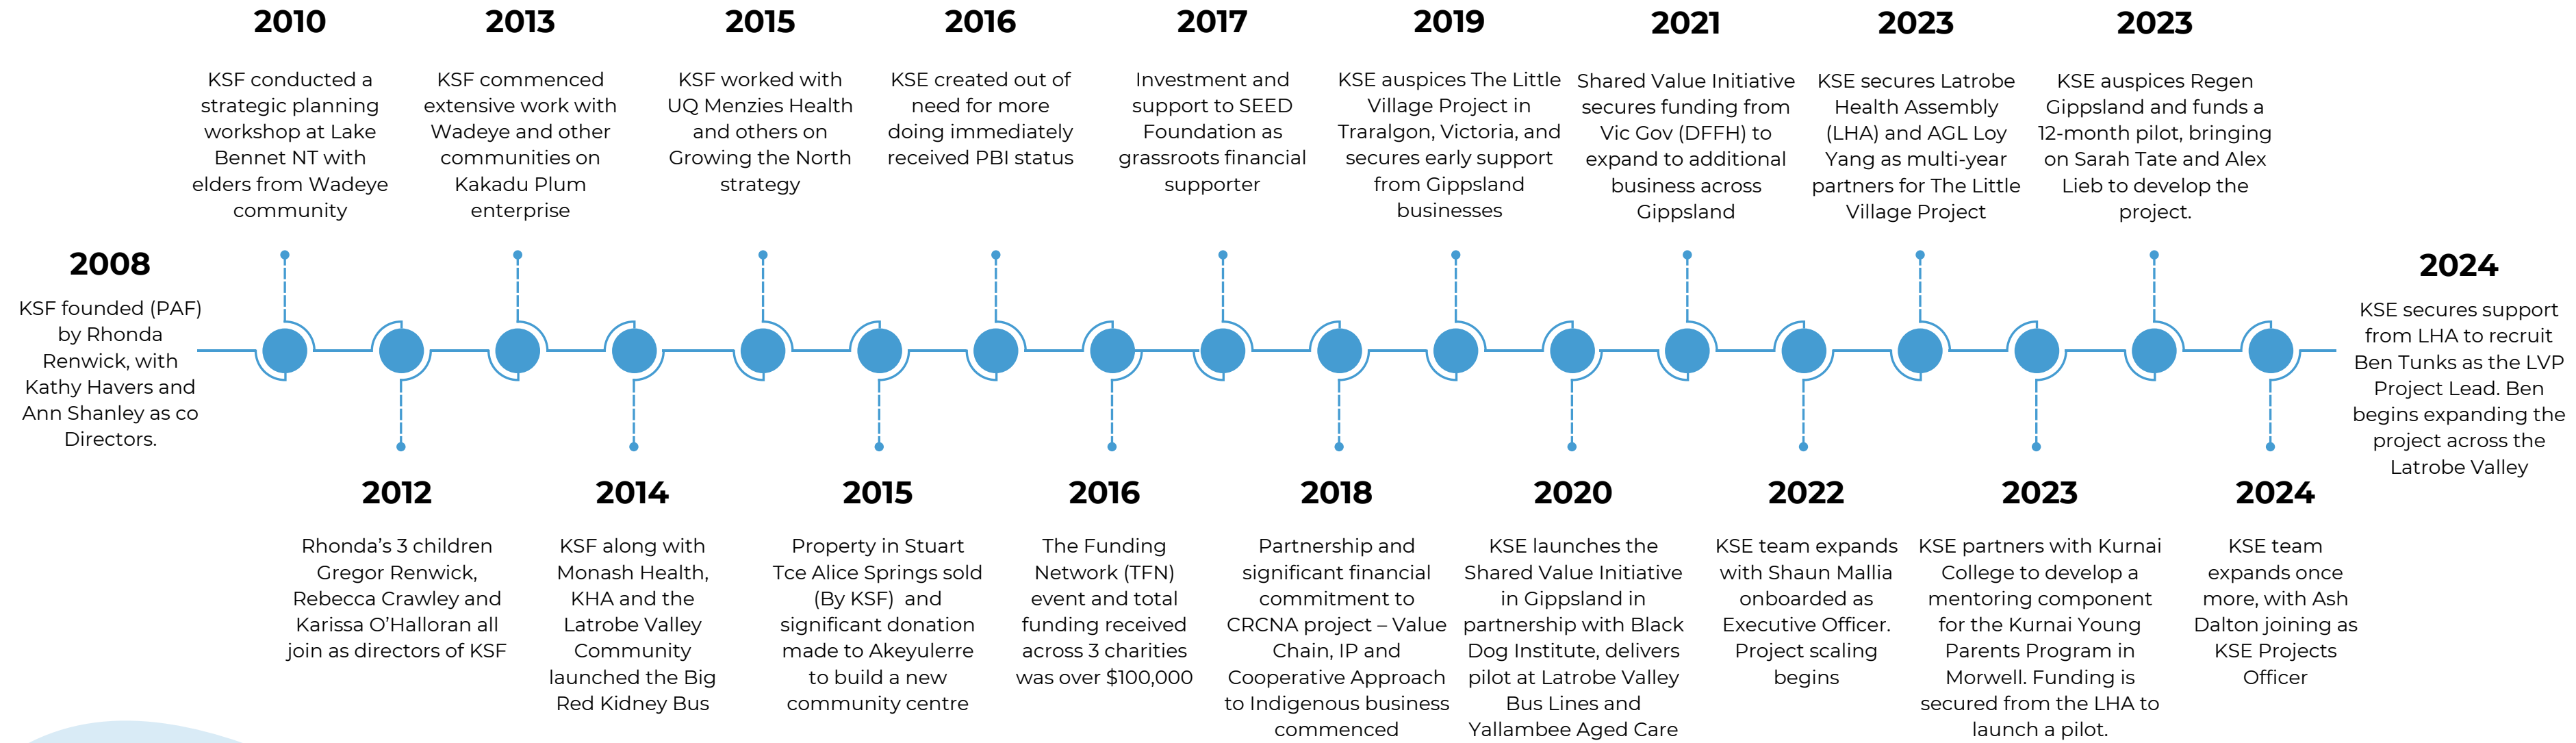 2008
KSF founded (PAF)
by Rhonda
Renwick, with
Kathy Havers and
Ann Shanley as co
Directors.
2010
KSF conducted a
strategic planning
workshop at Lake
Bennet NT with
elders from Wadeye
community
2012
Rhonda’s 3 children
Gregor Renwick,
Rebecca Crawley and
Karissa O’Halloran all
join as directors of KSF
2013
KSF commenced
extensive work with
Wadeye and other
communities on
Kakadu Plum
enterprise
2014
KSF along with
Monash Health,
KHA and the
Latrobe Valley
Community
launched the Big
Red Kidney Bus
2015
KSF worked with
UQ Menzies Health
and others on
Growing the North
strategy
2015
Property in Stuart
Tce Alice Springs sold
(By KSF) and
significant donation
made to Akeyulerre
to build a new
community centre
2016
KSE created out of
need for more
doing immediately
received PBI status
2016
The Funding
Network (TFN)
event and total
funding received
across 3 charities
was over $100,000
2017
Investment and
support to SEED
Foundation as
grassroots financial
supporter
2018
Partnership and
significant financial
commitment to
CRCNA project – Value
Chain, IP and
Cooperative Approach
to Indigenous business
commenced
2019
KSE auspices The Little
Village Project in
Traralgon, Victoria, and
secures early support
from Gippsland
businesses
2020
KSE launches the
Shared Value Initiative
in Gippsland in
partnership with Black
Dog Institute, delivers
pilot at Latrobe Valley
Bus Lines and
Yallambee Aged Care
2021
Shared Value Initiative
secures funding from
Vic Gov (DFFH) to
expand to additional
business across
Gippsland
2022
KSE team expands
with Shaun Mallia
onboarded as
Executive Officer.
Project scaling
begins
2023
KSE secures Latrobe
Health Assembly
(LHA) and AGL Loy
Yang as multi-year
partners for The Little
Village Project
2023
KSE partners with Kurnai
College to develop a
mentoring component
for the Kurnai Young
Parents Program in
Morwell. Funding is
secured from the LHA to
launch a pilot.
2023
KSE auspices Regen
Gippsland and funds a
12-month pilot, bringing
on Sarah Tate and Alex
Lieb to develop the
project.
2024
KSE team
expands once
more, with Ash
Dalton joining as
KSE Projects
Officer
2024
KSE secures support
from LHA to recruit
Ben Tunks as the LVP
Project Lead. Ben
begins expanding the
project across the
Latrobe Valley